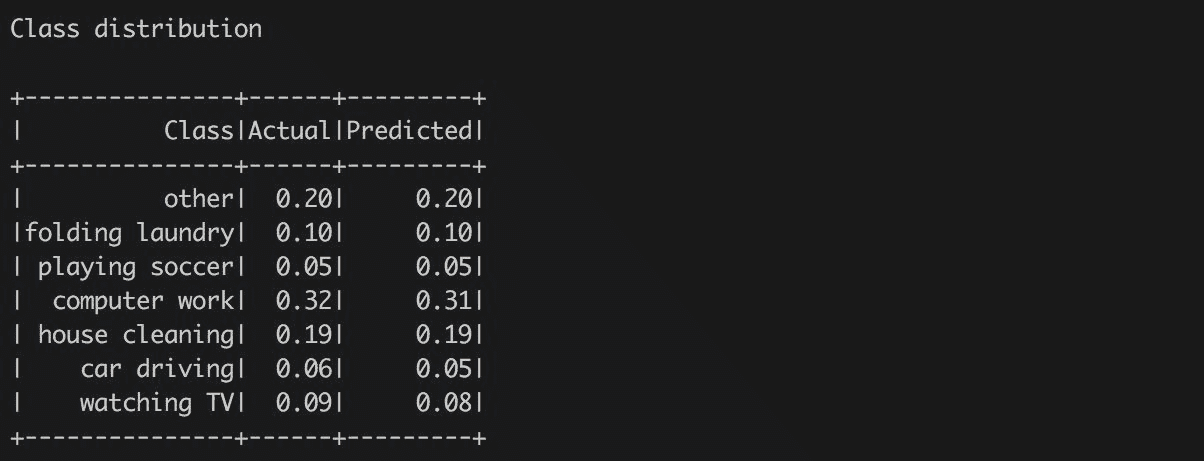 Class distribution
+---------------+------+---------+
|          Class|Actual|Predicted|
+---------------+------+---------+
|          other|  0.20|     0.20|
|folding laundry|  0.10|     0.10|
| playing soccer|  0.05|     0.05|
|  computer work|  0.32|     0.31|
| house cleaning|  0.19|     0.19|
|    car driving|  0.06|     0.05|
|    watching TV|  0.09|     0.08|
+---------------+------+---------+